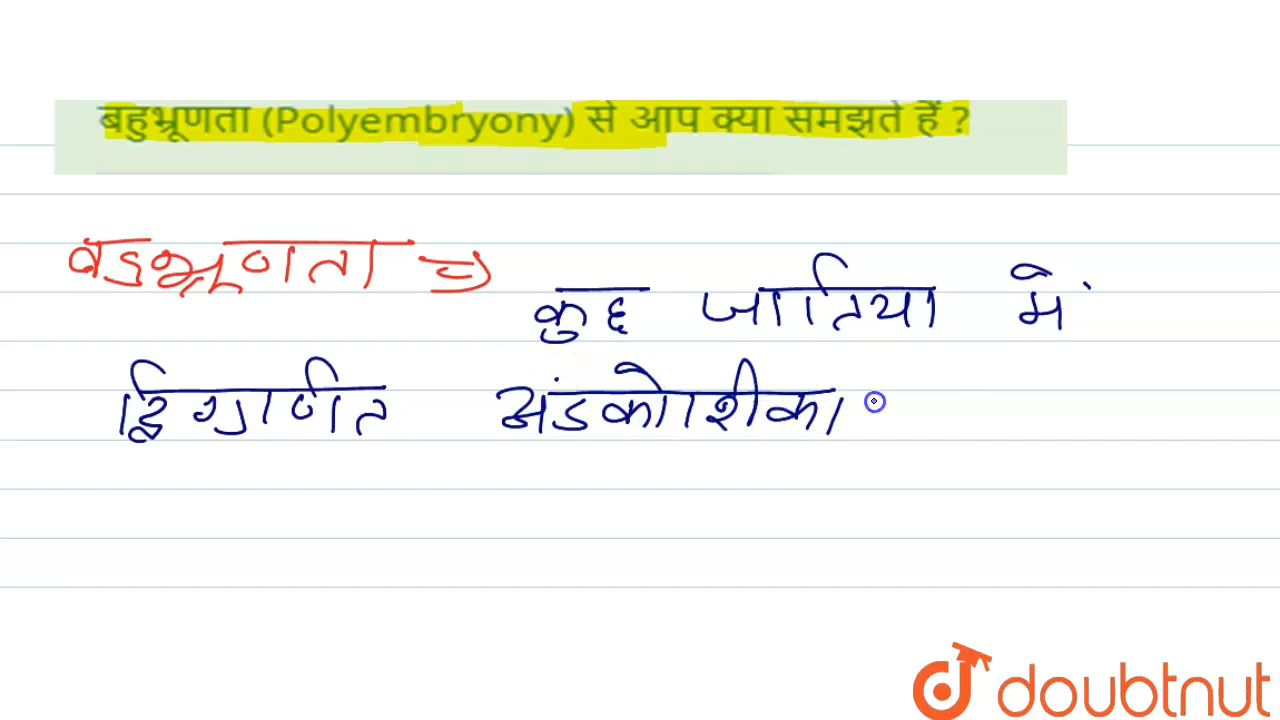 बहुभ्रूणता (Polyembryony) से आप क्या समझते हैं ?
बहुभ्रूणता ⇒
कुछ जातिया में
द्विगुणित अंडकोशीका
doubtnut